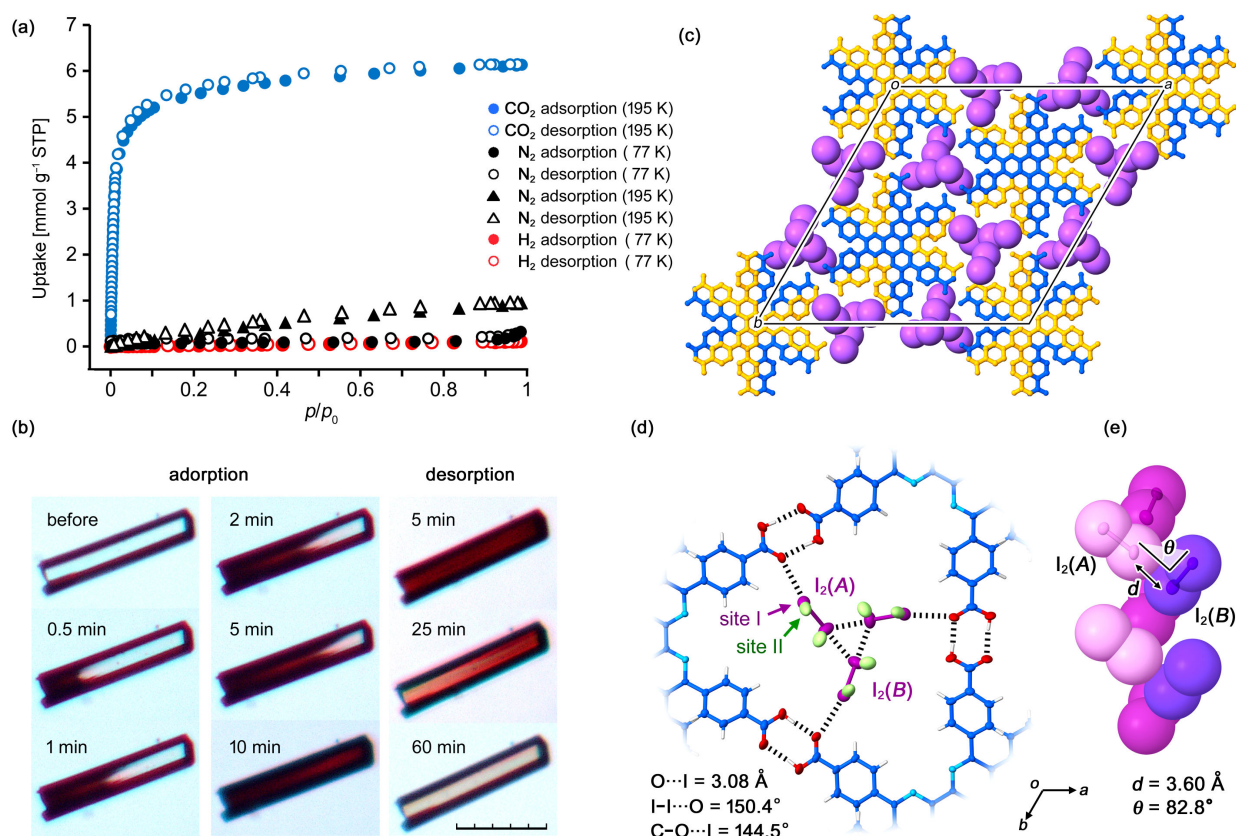 (a)
7
6
5
4
3
2
1
0
Uptake [mmol g⁻¹ STP]
0
0.2
0.4
0.6
0.8
1
p/p₀
CO₂ adsorption (195 K)
CO₂ desorption (195 K)
N₂ adsorption ( 77 K)
N₂ desorption ( 77 K)
N₂ adsorption (195 K)
N₂ desorption (195 K)
H₂ adsorption ( 77 K)
H₂ desorption ( 77 K)
(b)
adorption
desorption
before
2 min
5 min
0.5 min
5 min
25 min
1 min
10 min
60 min
(c)
o
a
b
(d)
I₂(A)
site I
site II
I₂(B)
O···I = 3.08 Å
I–I···O = 150.4°
C–O···I = 144.5°
o
a
b
(e)
I₂(A)
θ
d
I₂(B)
d = 3.60 Å
θ = 82.8°